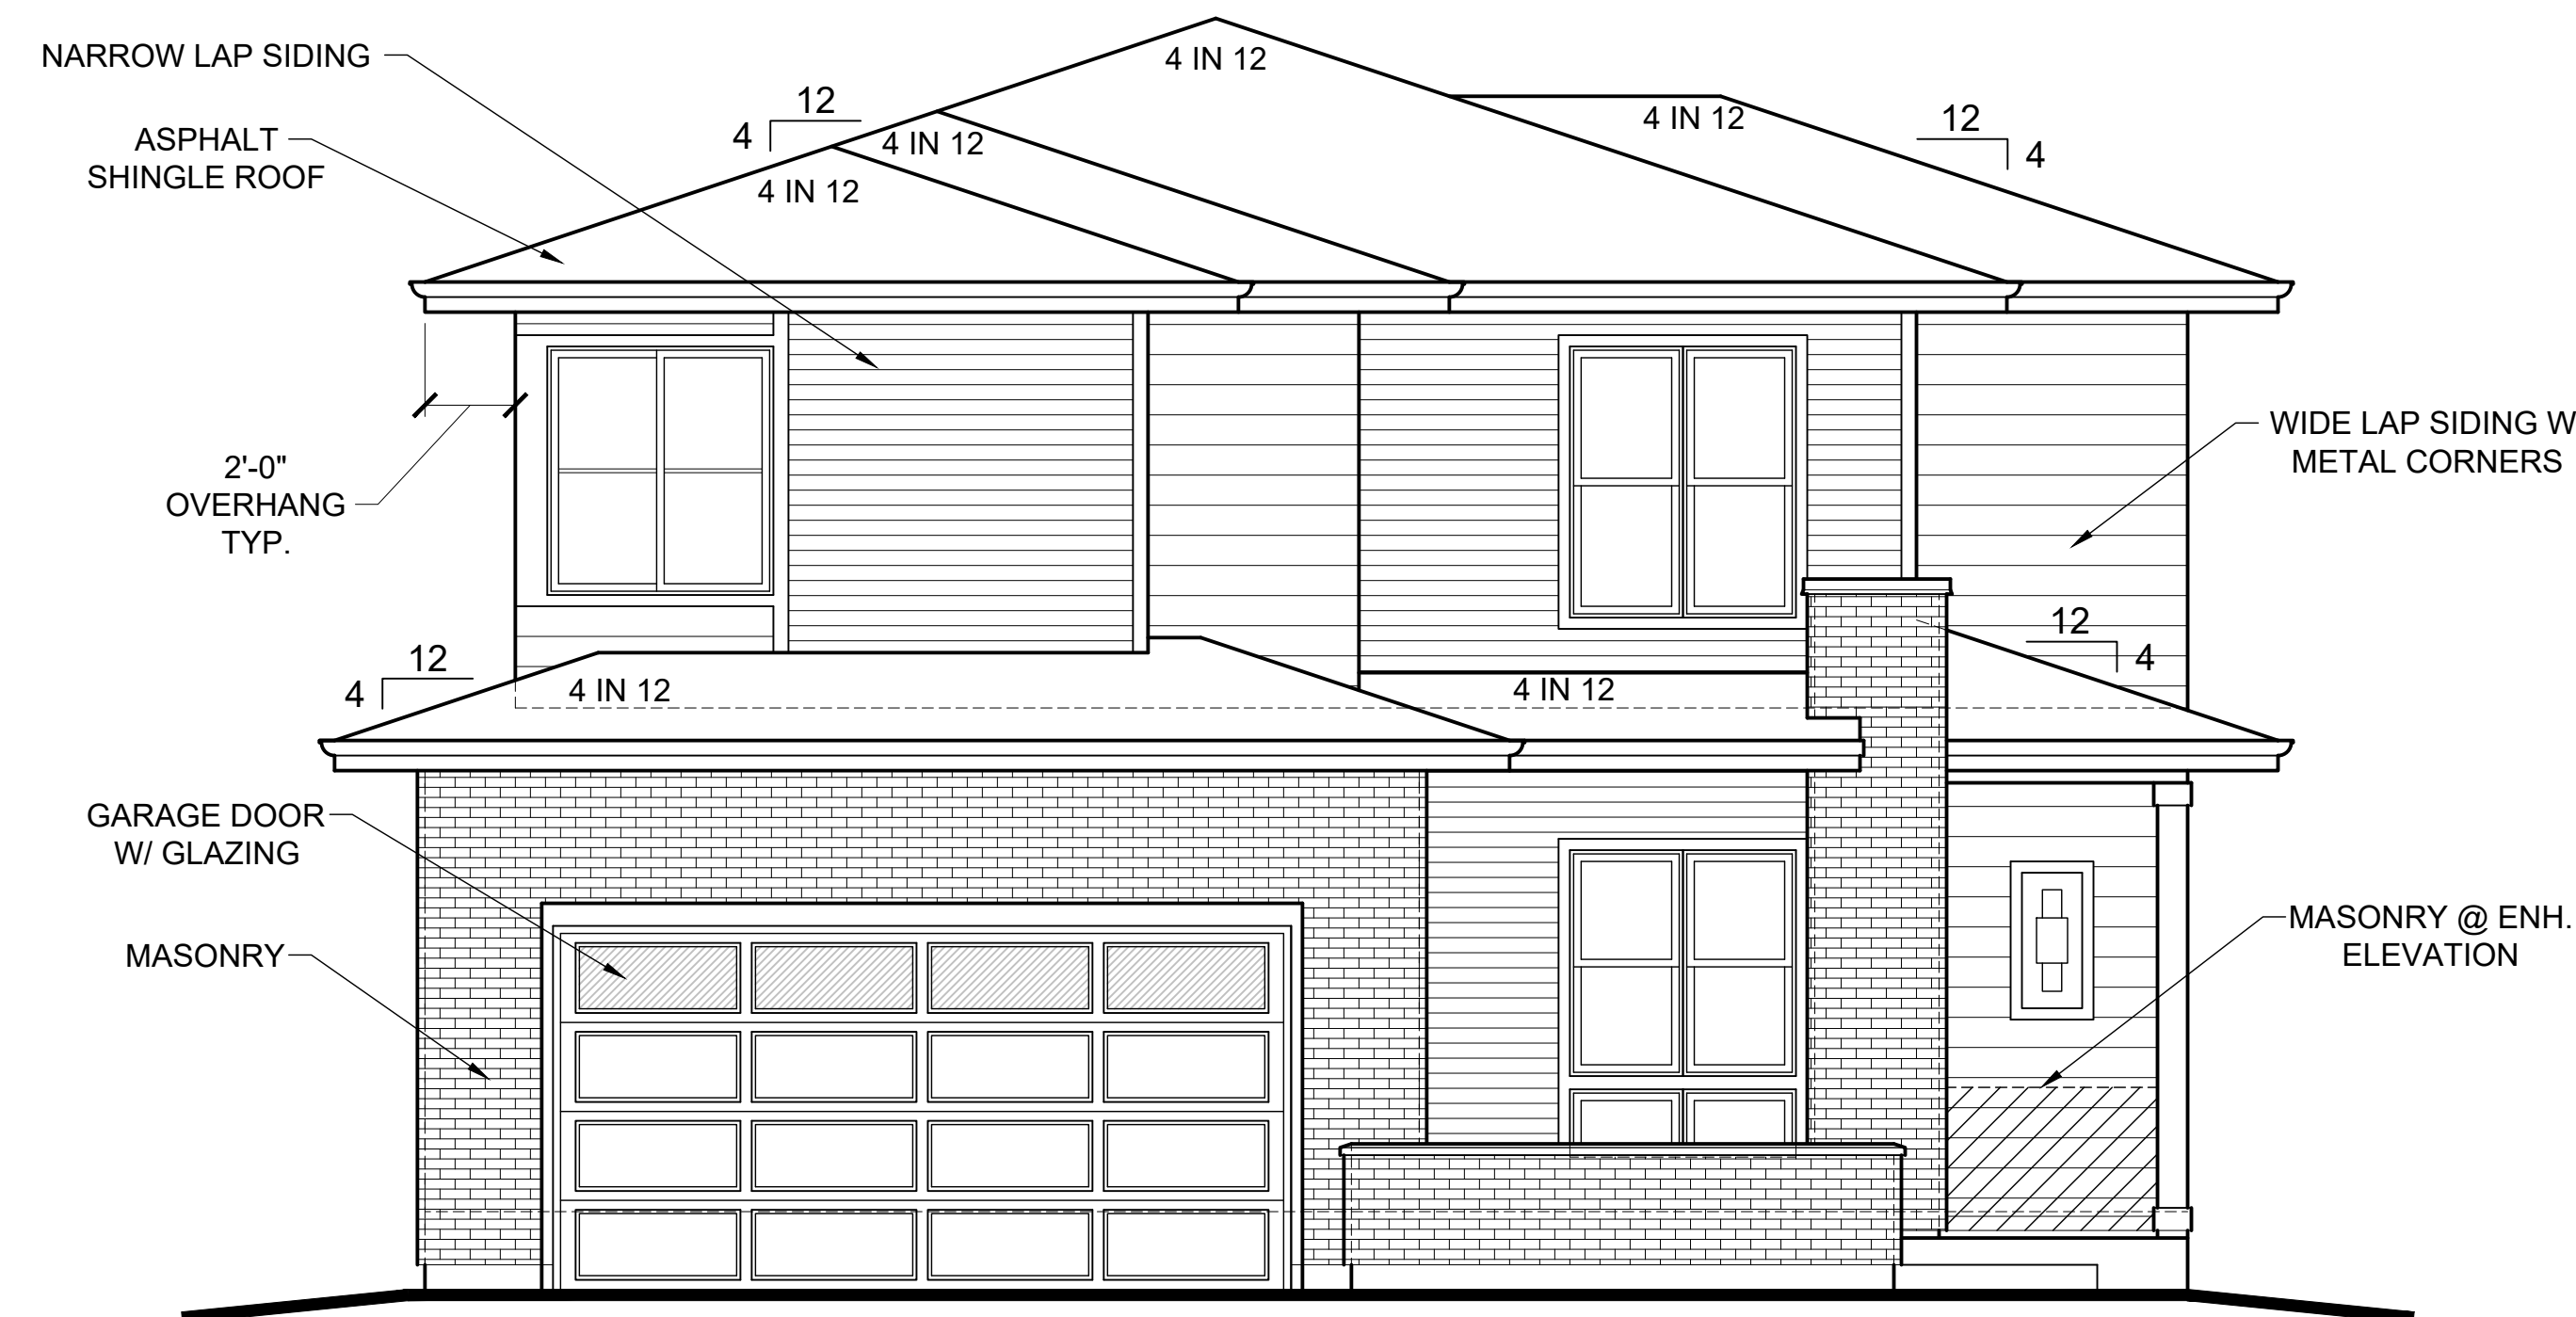 NARROW LAP SIDING
ASPHALT
SHINGLE ROOF
4 IN 12
12
4
4 IN 12
4 IN 12
4 IN 12
12
4
2'-0"
OVERHANG
TYP.
WIDE LAP SIDING W
METAL CORNERS
12
4
4 IN 12
4 IN 12
12
4
GARAGE DOOR
W/ GLAZING
MASONRY
MASONRY @ ENH.
ELEVATION